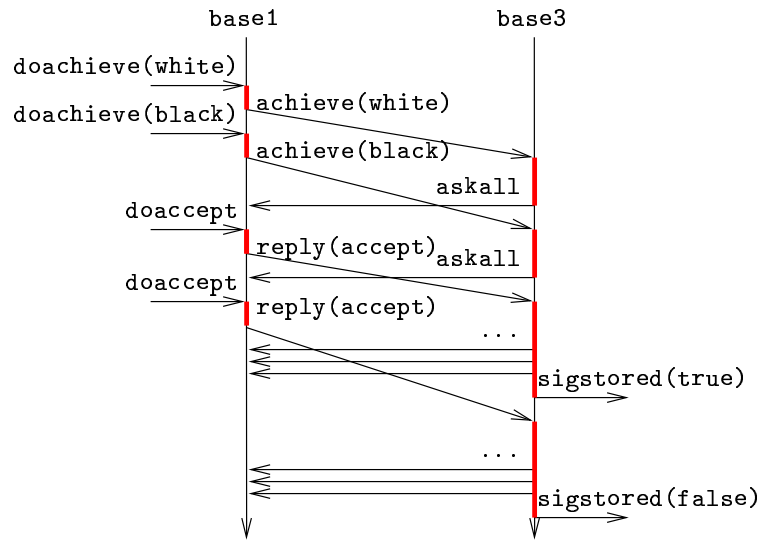 base1 base3
doachieve(white)
achieve(white)
doachieve(black)
achieve(black)
askall
doaccept
reply(accept)
askall
doaccept
reply(accept)
...
sigstored(true)
...
sigstored(false)